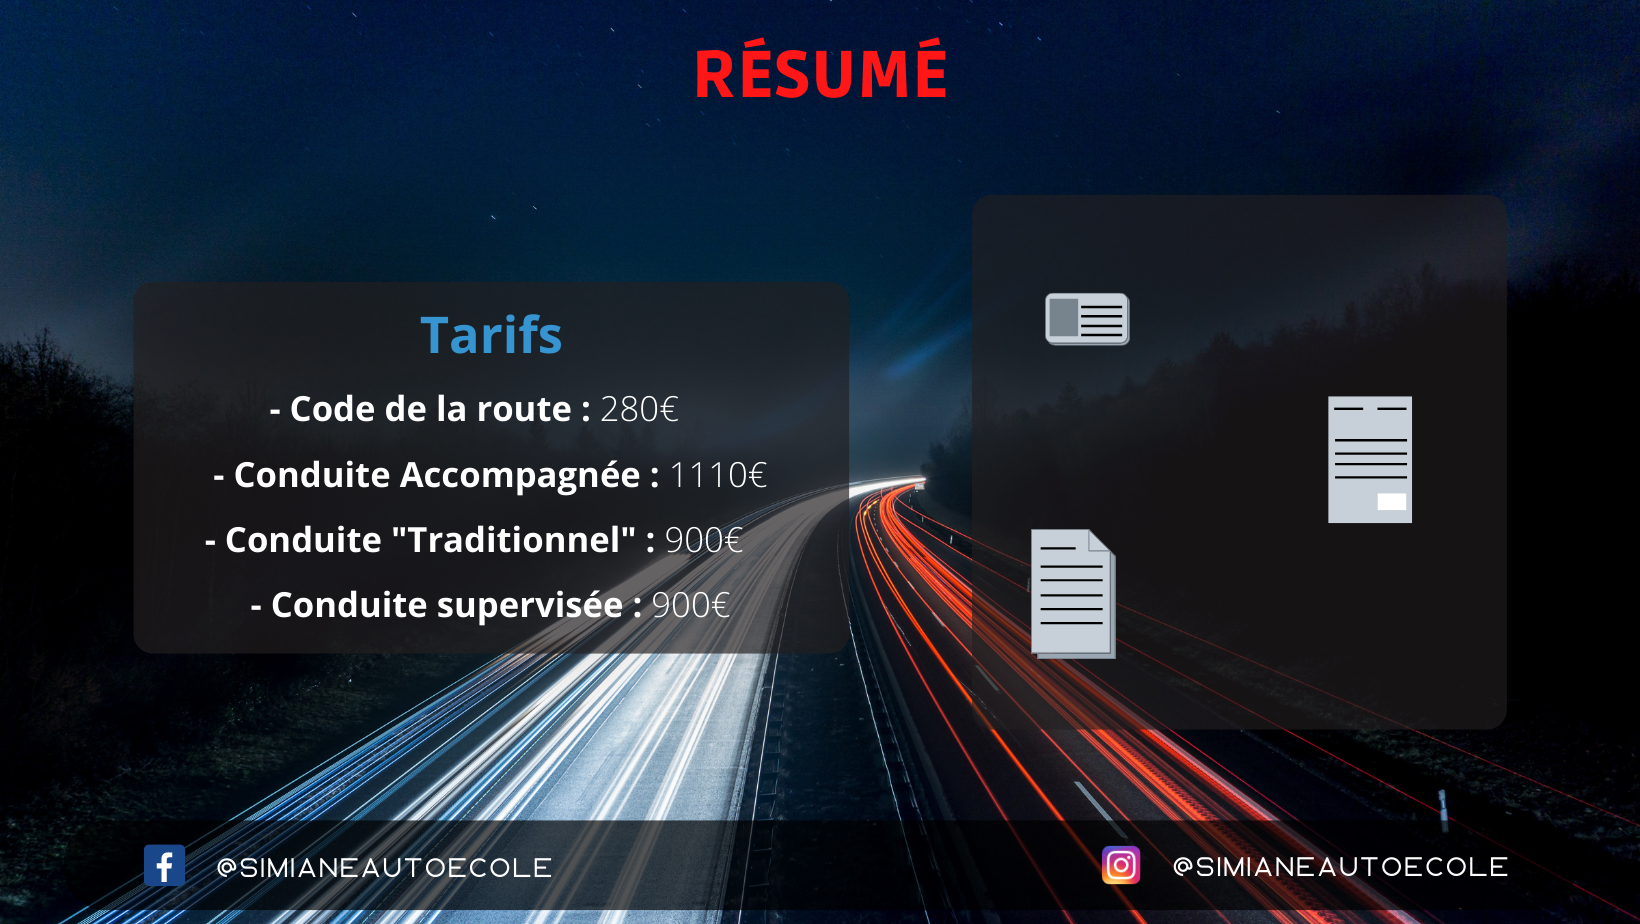 RÉSUMÉ
Tarifs
- Code de la route : 280€
- Conduite Accompagnée : 1110€
- Conduite "Traditionnel" : 900€
- Conduite supervisée : 900€
@SIMIANEAUTOECOLE
@SIMIANEAUTOECOLE